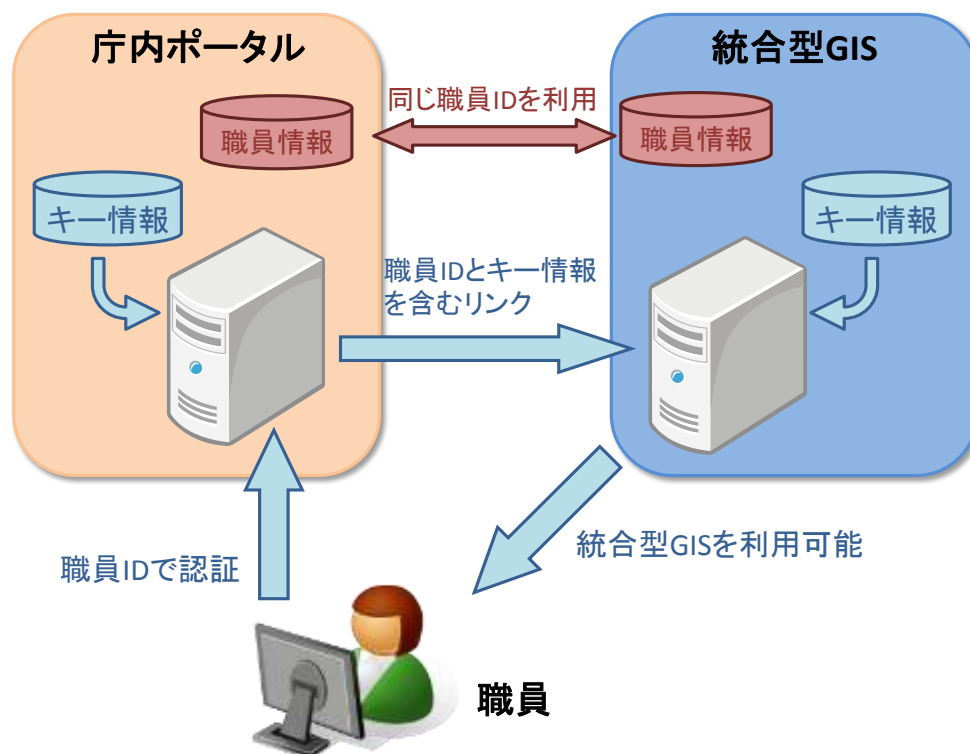 庁内ポータル
統合型GIS
同じ職員IDを利用
職員情報
職員情報
キー情報
キー情報
職員IDとキー情報
を含むリンク
職員IDで認証
統合型GISを利用可能
職員